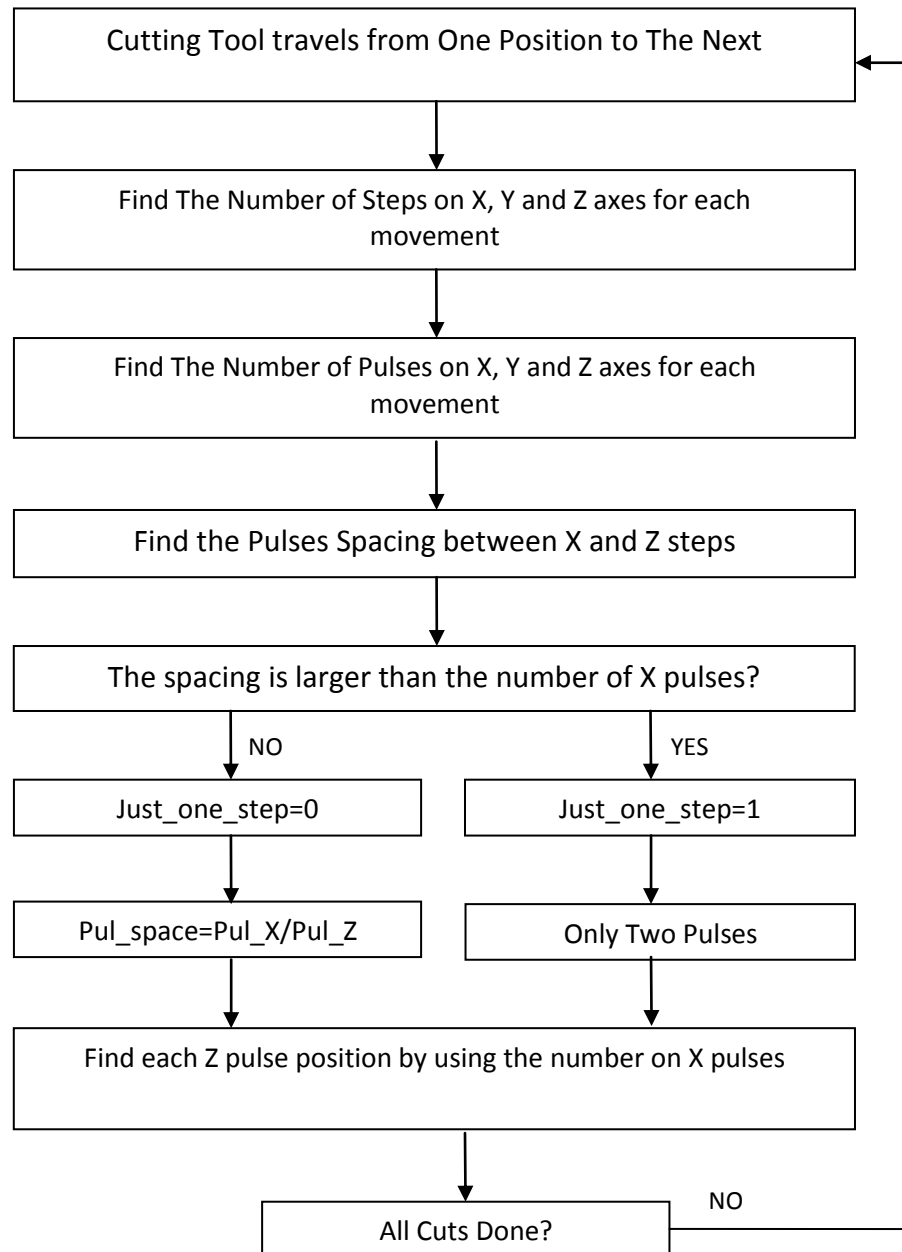 Cutting Tool travels from One Position to The Next
Find The Number of Steps on X, Y and Z axes for each
movement
Find The Number of Pulses on X, Y and Z axes for each
movement
Find the Pulses Spacing between X and Z steps
The spacing is larger than the number of X pulses?
NO
YES
Just_one_step=0
Just_one_step=1
Pul_space=Pul_X/Pul_Z
Only Two Pulses
Find each Z pulse position by using the number on X pulses
NO
All Cuts Done?